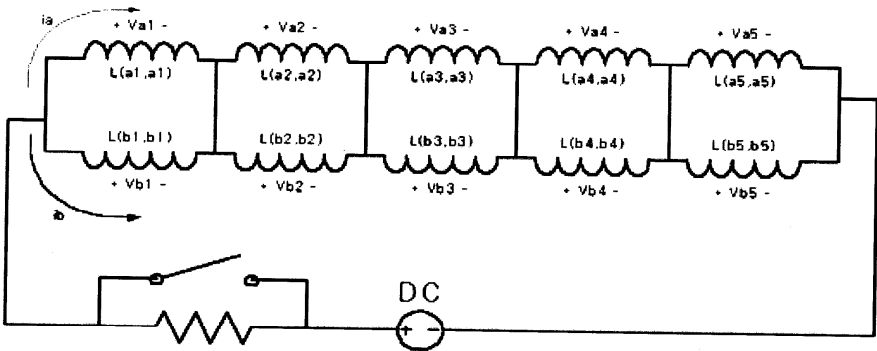 ia
+ Va1 - + Va2 - + Va3 - + Va4 - + Va5 -
L(a1,a1) L(a2,a2) L(a3,a3) L(a4,a4) L(a5,a5)
L(b1,b1) L(b2,b2) L(b3,b3) L(b4,b4) L(b5,b5)
+ Vb1 - + Vb2 - + Vb3 - + Vb4 - + Vb5 -
ib
DC
+ -